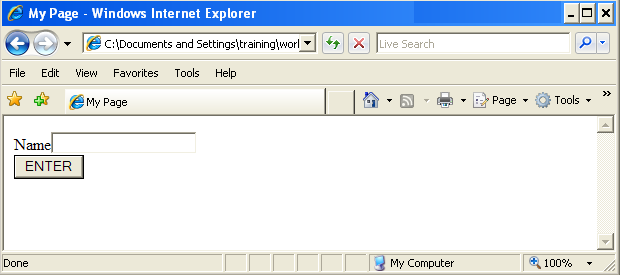 My Page - Windows Internet Explorer
C:\Documents and Settings\training\worl
Live Search
File Edit View Favorites Tools Help
My Page Page Tools »
Name
ENTER
Done My Computer 100%